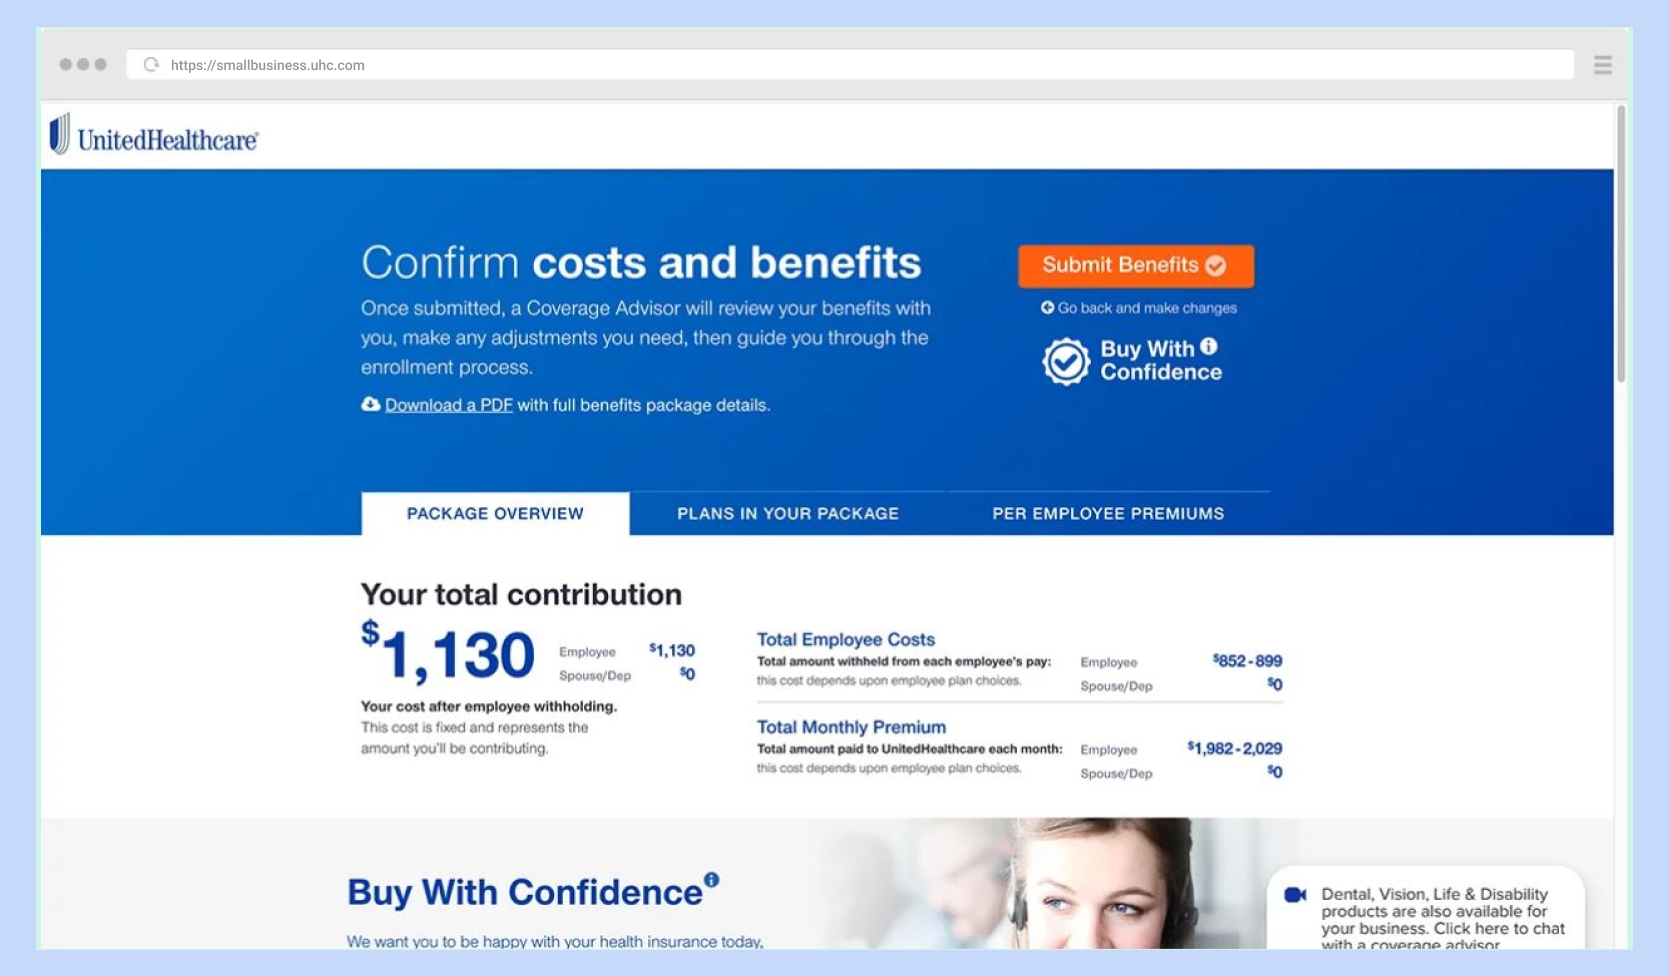 https://smallbusiness.uhc.com
UnitedHealthcare®
Confirm costs and benefits
Once submitted, a Coverage Advisor will review your benefits with
you, make any adjustments you need, then guide you through the
enrollment process.
Download a PDF with full benefits package details.
Submit Benefits
Go back and make changes
Buy With
Confidence
PACKAGE OVERVIEW
PLANS IN YOUR PACKAGE
PER EMPLOYEE PREMIUMS
Your total contribution
$1,130
Employee $1,130
Spouse/Dep $0
Your cost after employee withholding.
This cost is fixed and represents the
amount you'll be contributing.
Total Employee Costs
Total amount withheld from each employee's pay:
this cost depends upon employee plan choices.
Employee $852-899
Spouse/Dep $0
Total Monthly Premium
Total amount paid to UnitedHealthcare each month:
this cost depends upon employee plan choices.
Employee $1,982-2,029
Spouse/Dep $0
Buy With Confidence
We want you to be happy with your health insurance today,
Dental, Vision, Life & Disability
products are also available for
your business. Click here to chat
with a coverage advisor